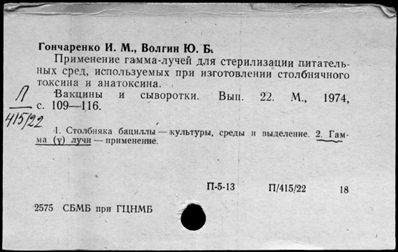 Гончаренко И. М., Волгин Ю. Б.
Применение гамма-лучей для стерилизации питатель-
ных сред, используемых при изготовлении столбнячного
токсина и анатоксина.
Вакцины и сыворотки. Вып. 22. М., 1974,
с. 109—116.
П
415/22
1. Столбняка бациллы — культуры, среды и выделение. 2. Гам-
ма (γ) лучи — применение.
П-5-13 П/415/22 18
2575 СБМБ при ГЦНМБ